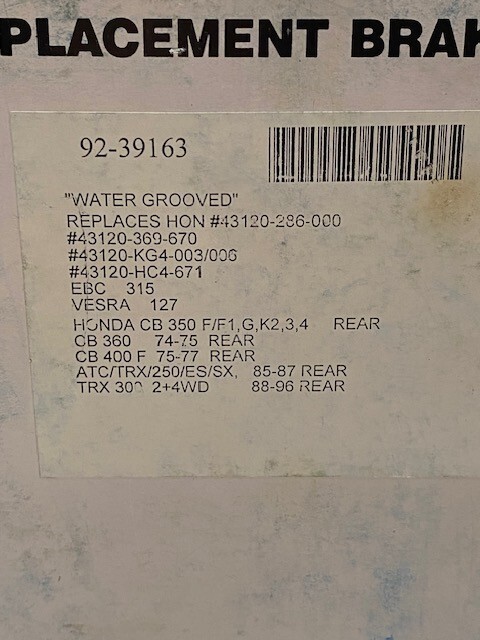 PLACEMENT BRAK
92-39163
"WATER GROOVED"
REPLACES HON #43120-286-000
#43120-369-670
#43120-KG4-003/006
#43120-HC4-671
EBC 315
VESRA 127
HONDA CB 350 F/F1,G,K2,3,4 REAR
CB 360 74-75 REAR
CB 400 F 75-77 REAR
ATC/TRX/250/ES/SX, 85-87 REAR
TRX 300 2+4WD 88-96 REAR